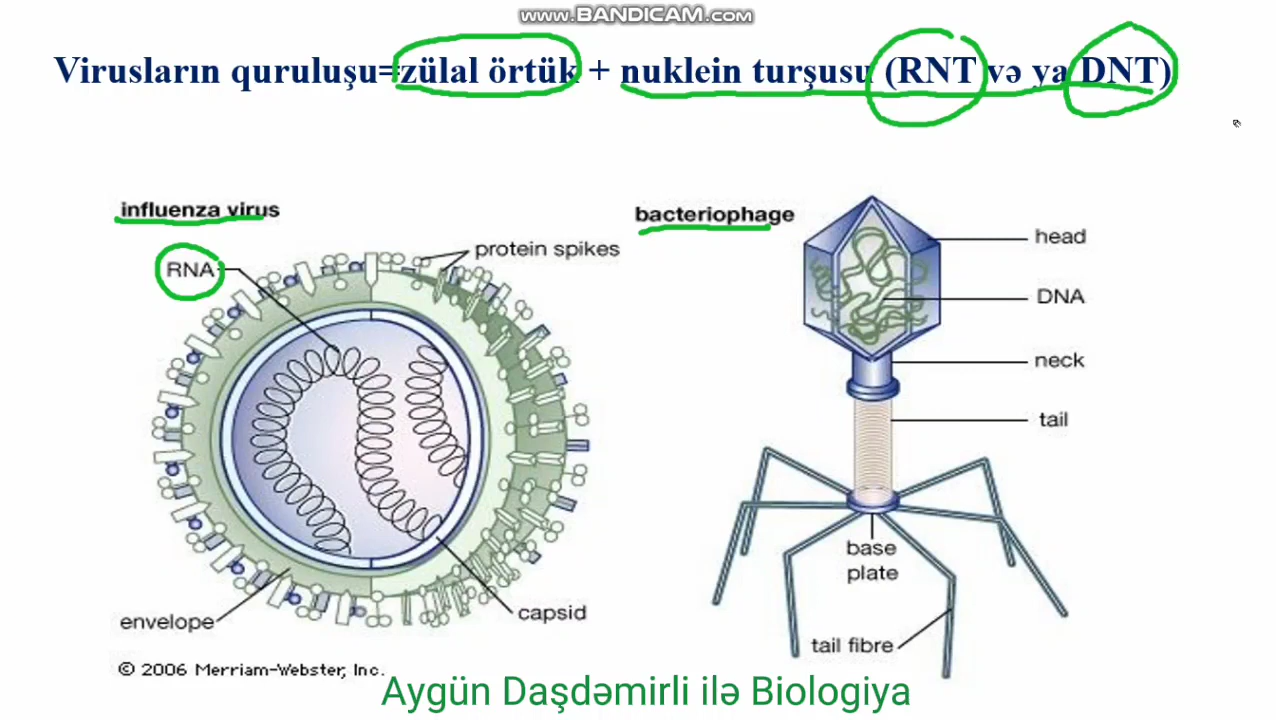 www.BANDICAM.com
Virusların quruluşu=zülal örtük + nuklein turşusu (RNT və ya DNT)
influenza virus
RNA
protein spikes
envelope
capsid
© 2006 Merriam-Webster, Inc.
bacteriophage
head
DNA
neck
tail
base
plate
tail fibre
Aygün Daşdəmirli ilə Biologiya